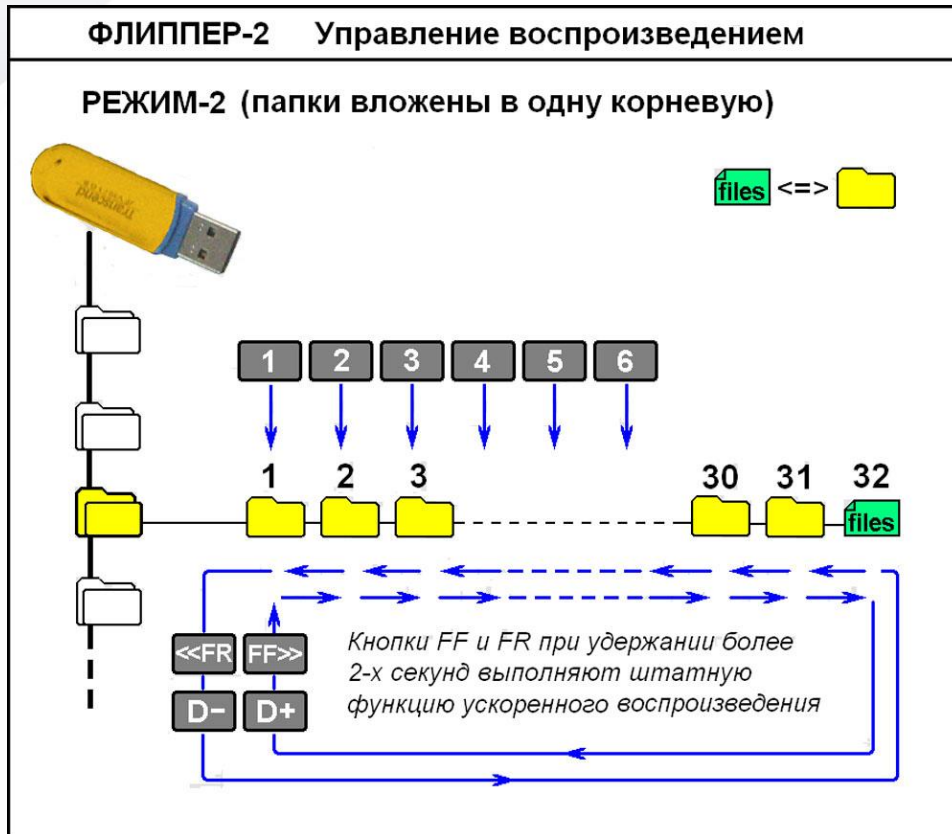 ФЛИППЕР-2 Управление воспроизведением
РЕЖИМ-2 (папки вложены в одну корневую)
Transcend
files <=>
1 2 3 4 5 6
1 2 3 30 31 32
files
<<FR FF>>
D− D+
Кнопки FF и FR при удержании более
2-х секунд выполняют штатную
функцию ускоренного воспроизведения